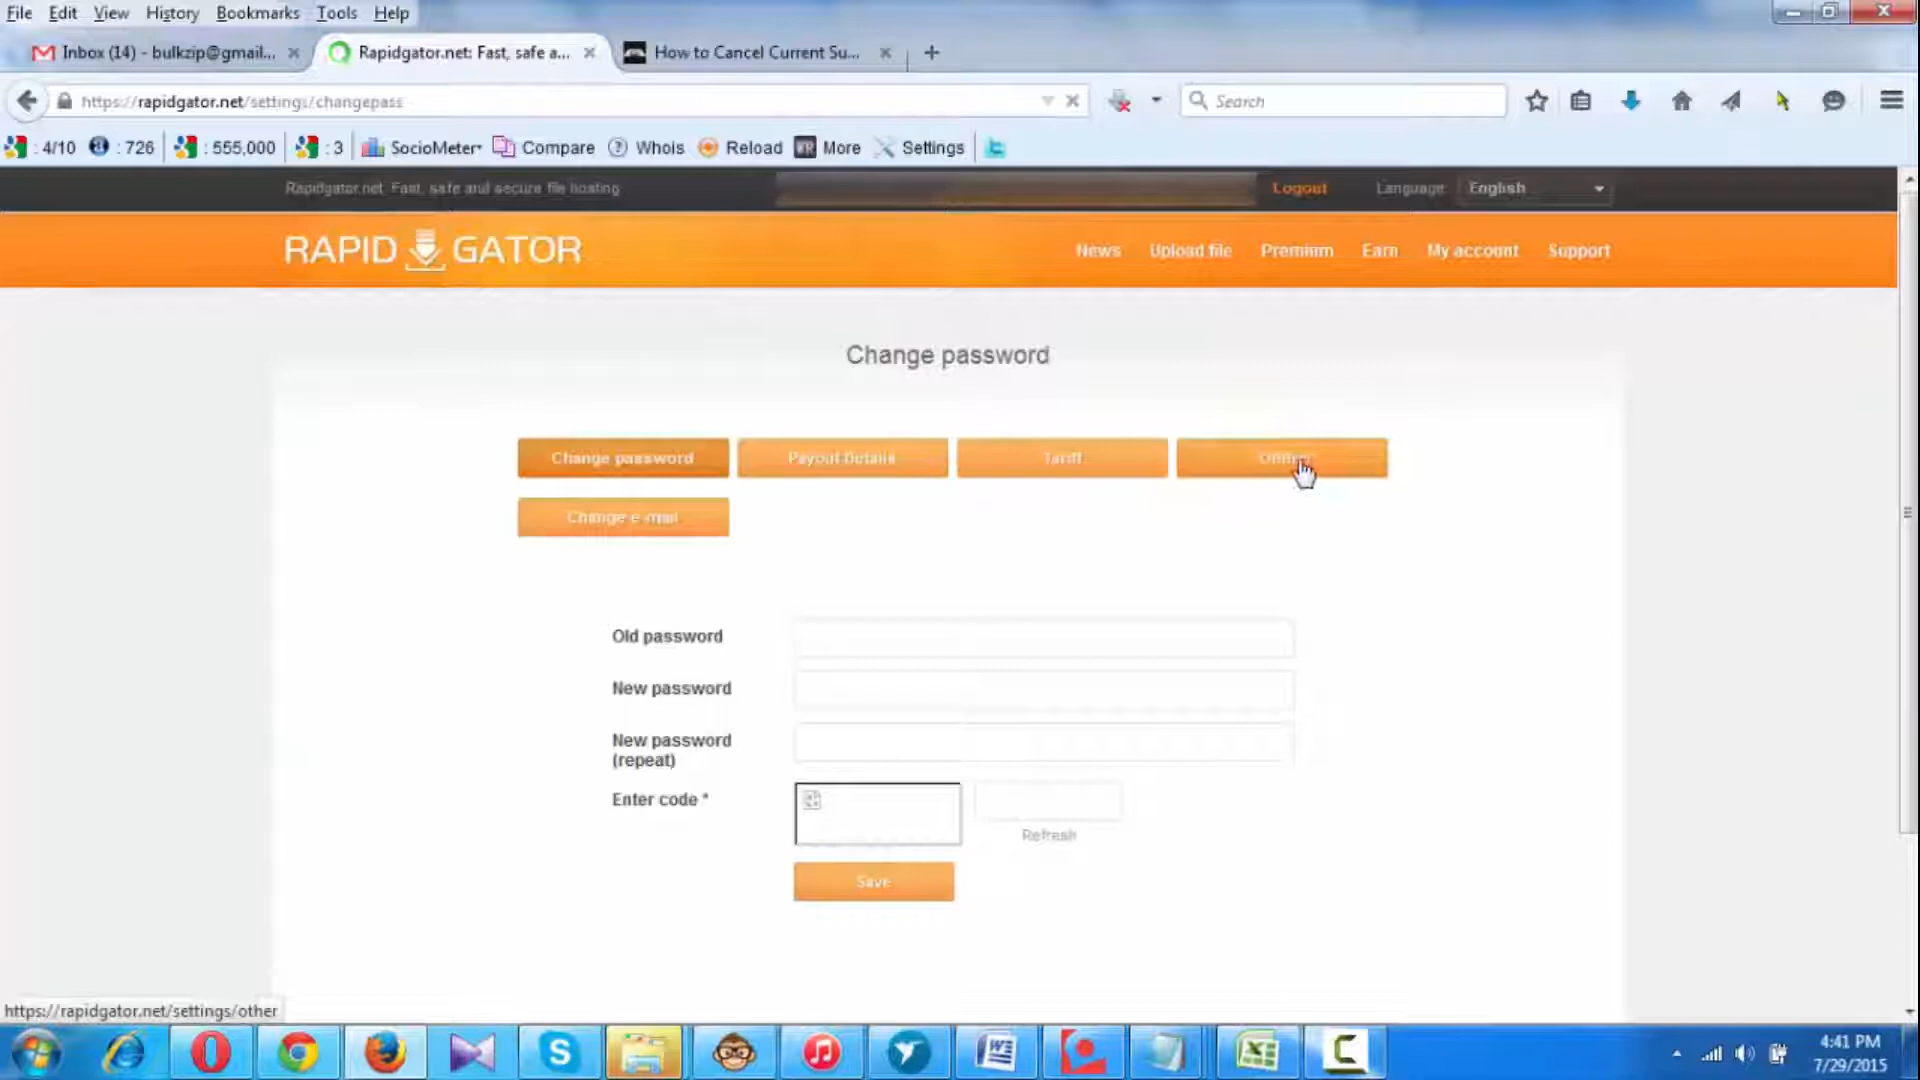 File Edit View History Bookmarks Tools Help
Inbox (14) - bulkzip@gmail... Rapidgator.net: Fast, safe a... How to Cancel Current Su...
https://rapidgator.net/settings/changepass Search
: 4/10 : 726 : 555,000 : 3 SocioMeter Compare Whois Reload More Settings
Rapidgator.net. Fast, safe and secure file hosting Logout Language: English
RAPID GATOR News Upload file Premium Earn My account Support
Change password
Change password Payout Details Tariff
Change e-mail
Old password
New password
New password
(repeat)
Enter code *
Refresh
Save
https://rapidgator.net/settings/other
4:41 PM
7/29/2015